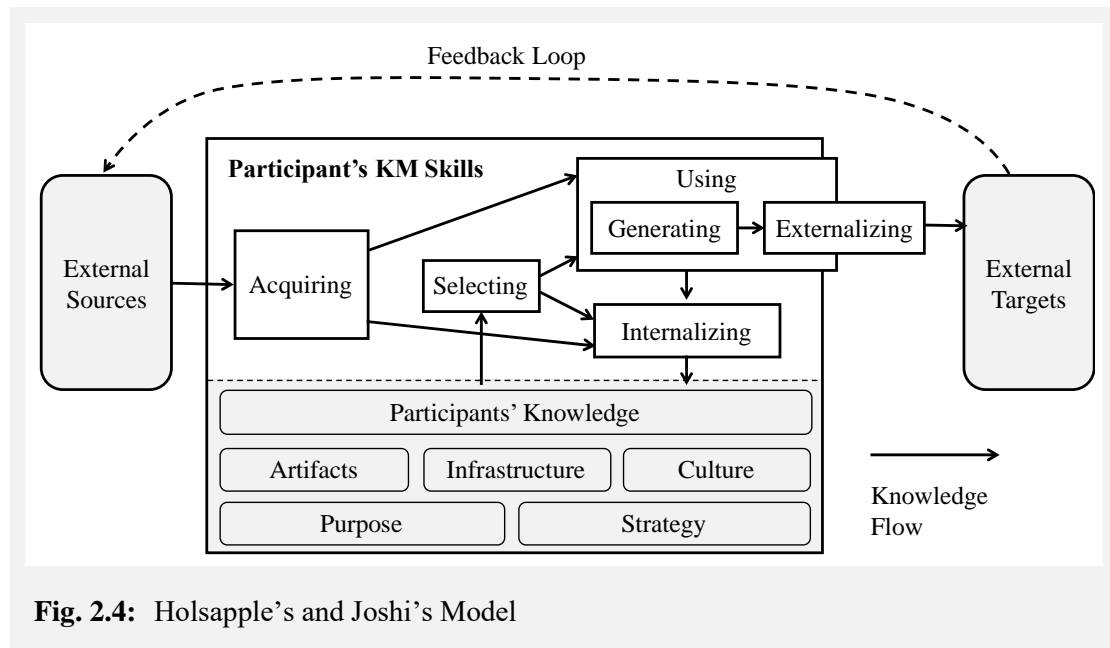 Feedback Loop
Participant’s KM Skills
Using
Generating
Externalizing
External
Sources
Acquiring
Selecting
Internalizing
External
Targets
Participants’ Knowledge
Artifacts
Infrastructure
Culture
Purpose
Strategy
Knowledge
Flow
Fig. 2.4: Holsapple’s and Joshi’s Model